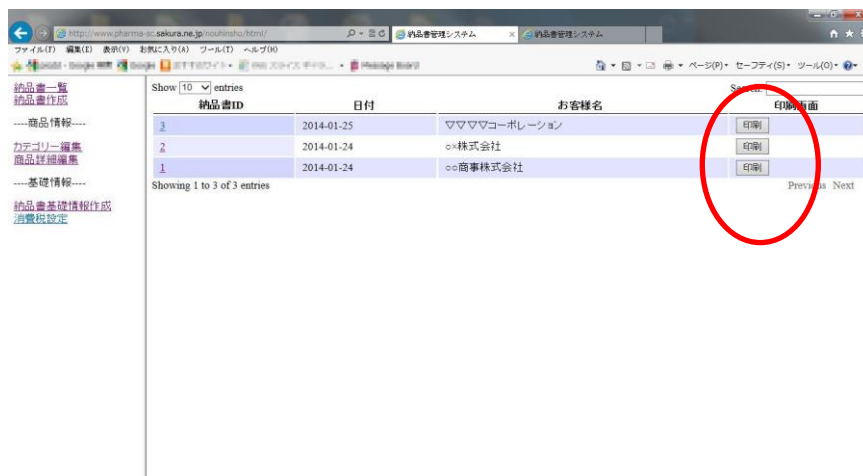 http://www.pharma-sc.sakura.ne.jp/nouhinsho/html/
納品書管理システム
納品書管理システム
ファイル(F) 編集(E) 表示(V) お気に入り(A) ツール(T) ヘルプ(H)
ページ(P) セーフティ(S) ツール(O)
納品書一覧
納品書作成
----商品情報----
カテゴリー編集
商品詳細編集
----基礎情報----
納品書基礎情報作成
消費税設定
Show 10 entries
Search:
納品書ID 日付 お客様名 印刷画面
3 2014-01-25 ▽▽▽▽コーポレーション 印刷
2 2014-01-24 ○×株式会社 印刷
1 2014-01-24 ○○商事株式会社 印刷
Showing 1 to 3 of 3 entries
Previous Next